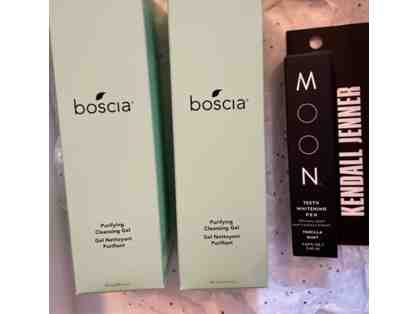 boscia®
Purifying
Cleansing Gel
Gel Nettoyant
Purifiant
boscia®
Purifying
Cleansing Gel
Gel Nettoyant
Purifiant
MOON
TEETH
WHITENING
PEN
VANILLA
MINT
KENDALL JENNER